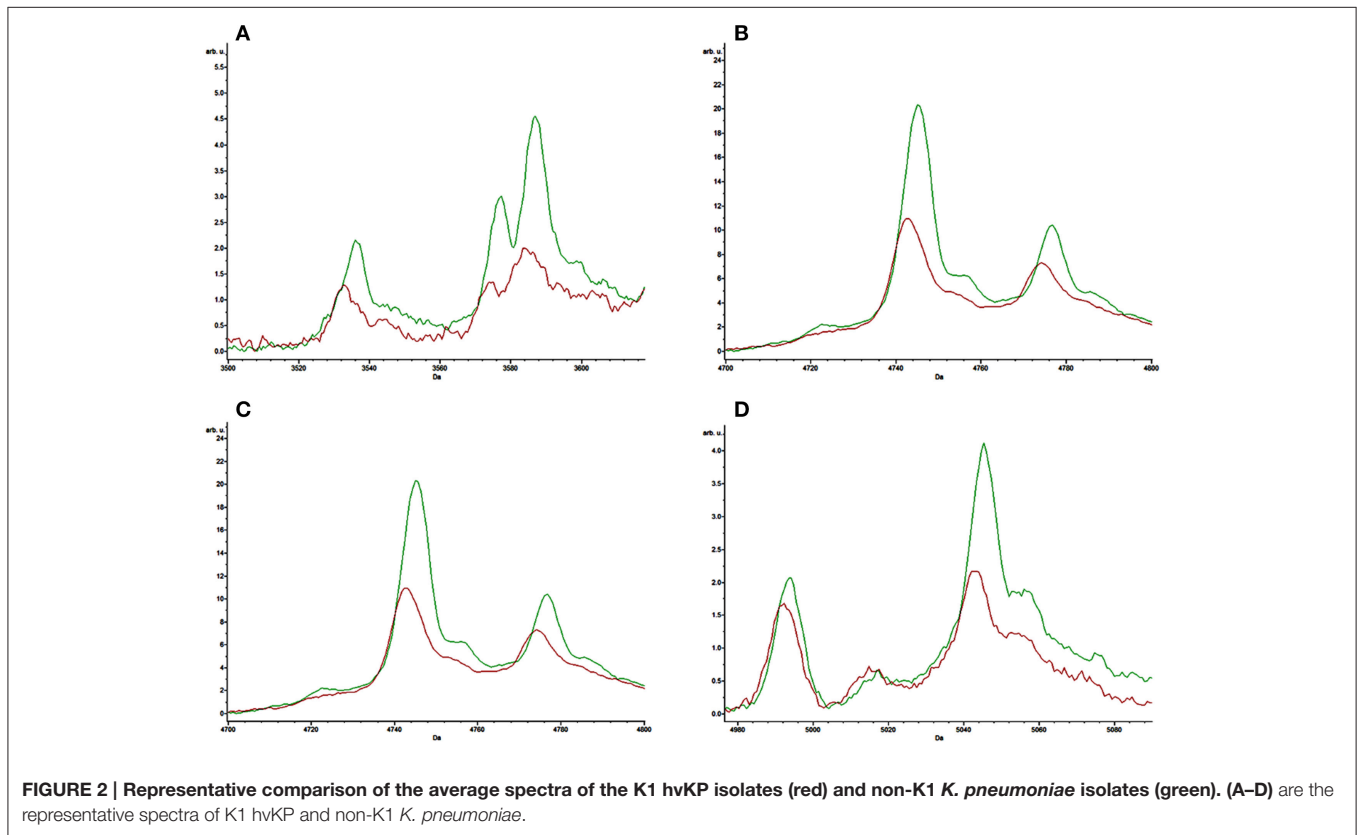 A
arb. u.
5.5
5.0
4.5
4.0
3.5
3.0
2.5
2.0
1.5
1.0
0.5
0.0
3500 3520 3540 3560 3580 3600
Da
B
arb. u.
24
22
20
18
16
14
12
10
8
6
4
2
0
4700 4720 4740 4760 4780 4800
Da
C
arb. u.
24
22
20
18
16
14
12
10
8
6
4
2
0
4700 4720 4740 4760 4780 4800
Da
D
arb. u.
4.0
3.5
3.0
2.5
2.0
1.5
1.0
0.5
0.0
4980 5000 5020 5040 5060 5080
Da
FIGURE 2 | Representative comparison of the average spectra of the K1 hvKP isolates (red) and non-K1 K. pneumoniae isolates (green). (A–D) are the
representative spectra of K1 hvKP and non-K1 K. pneumoniae.